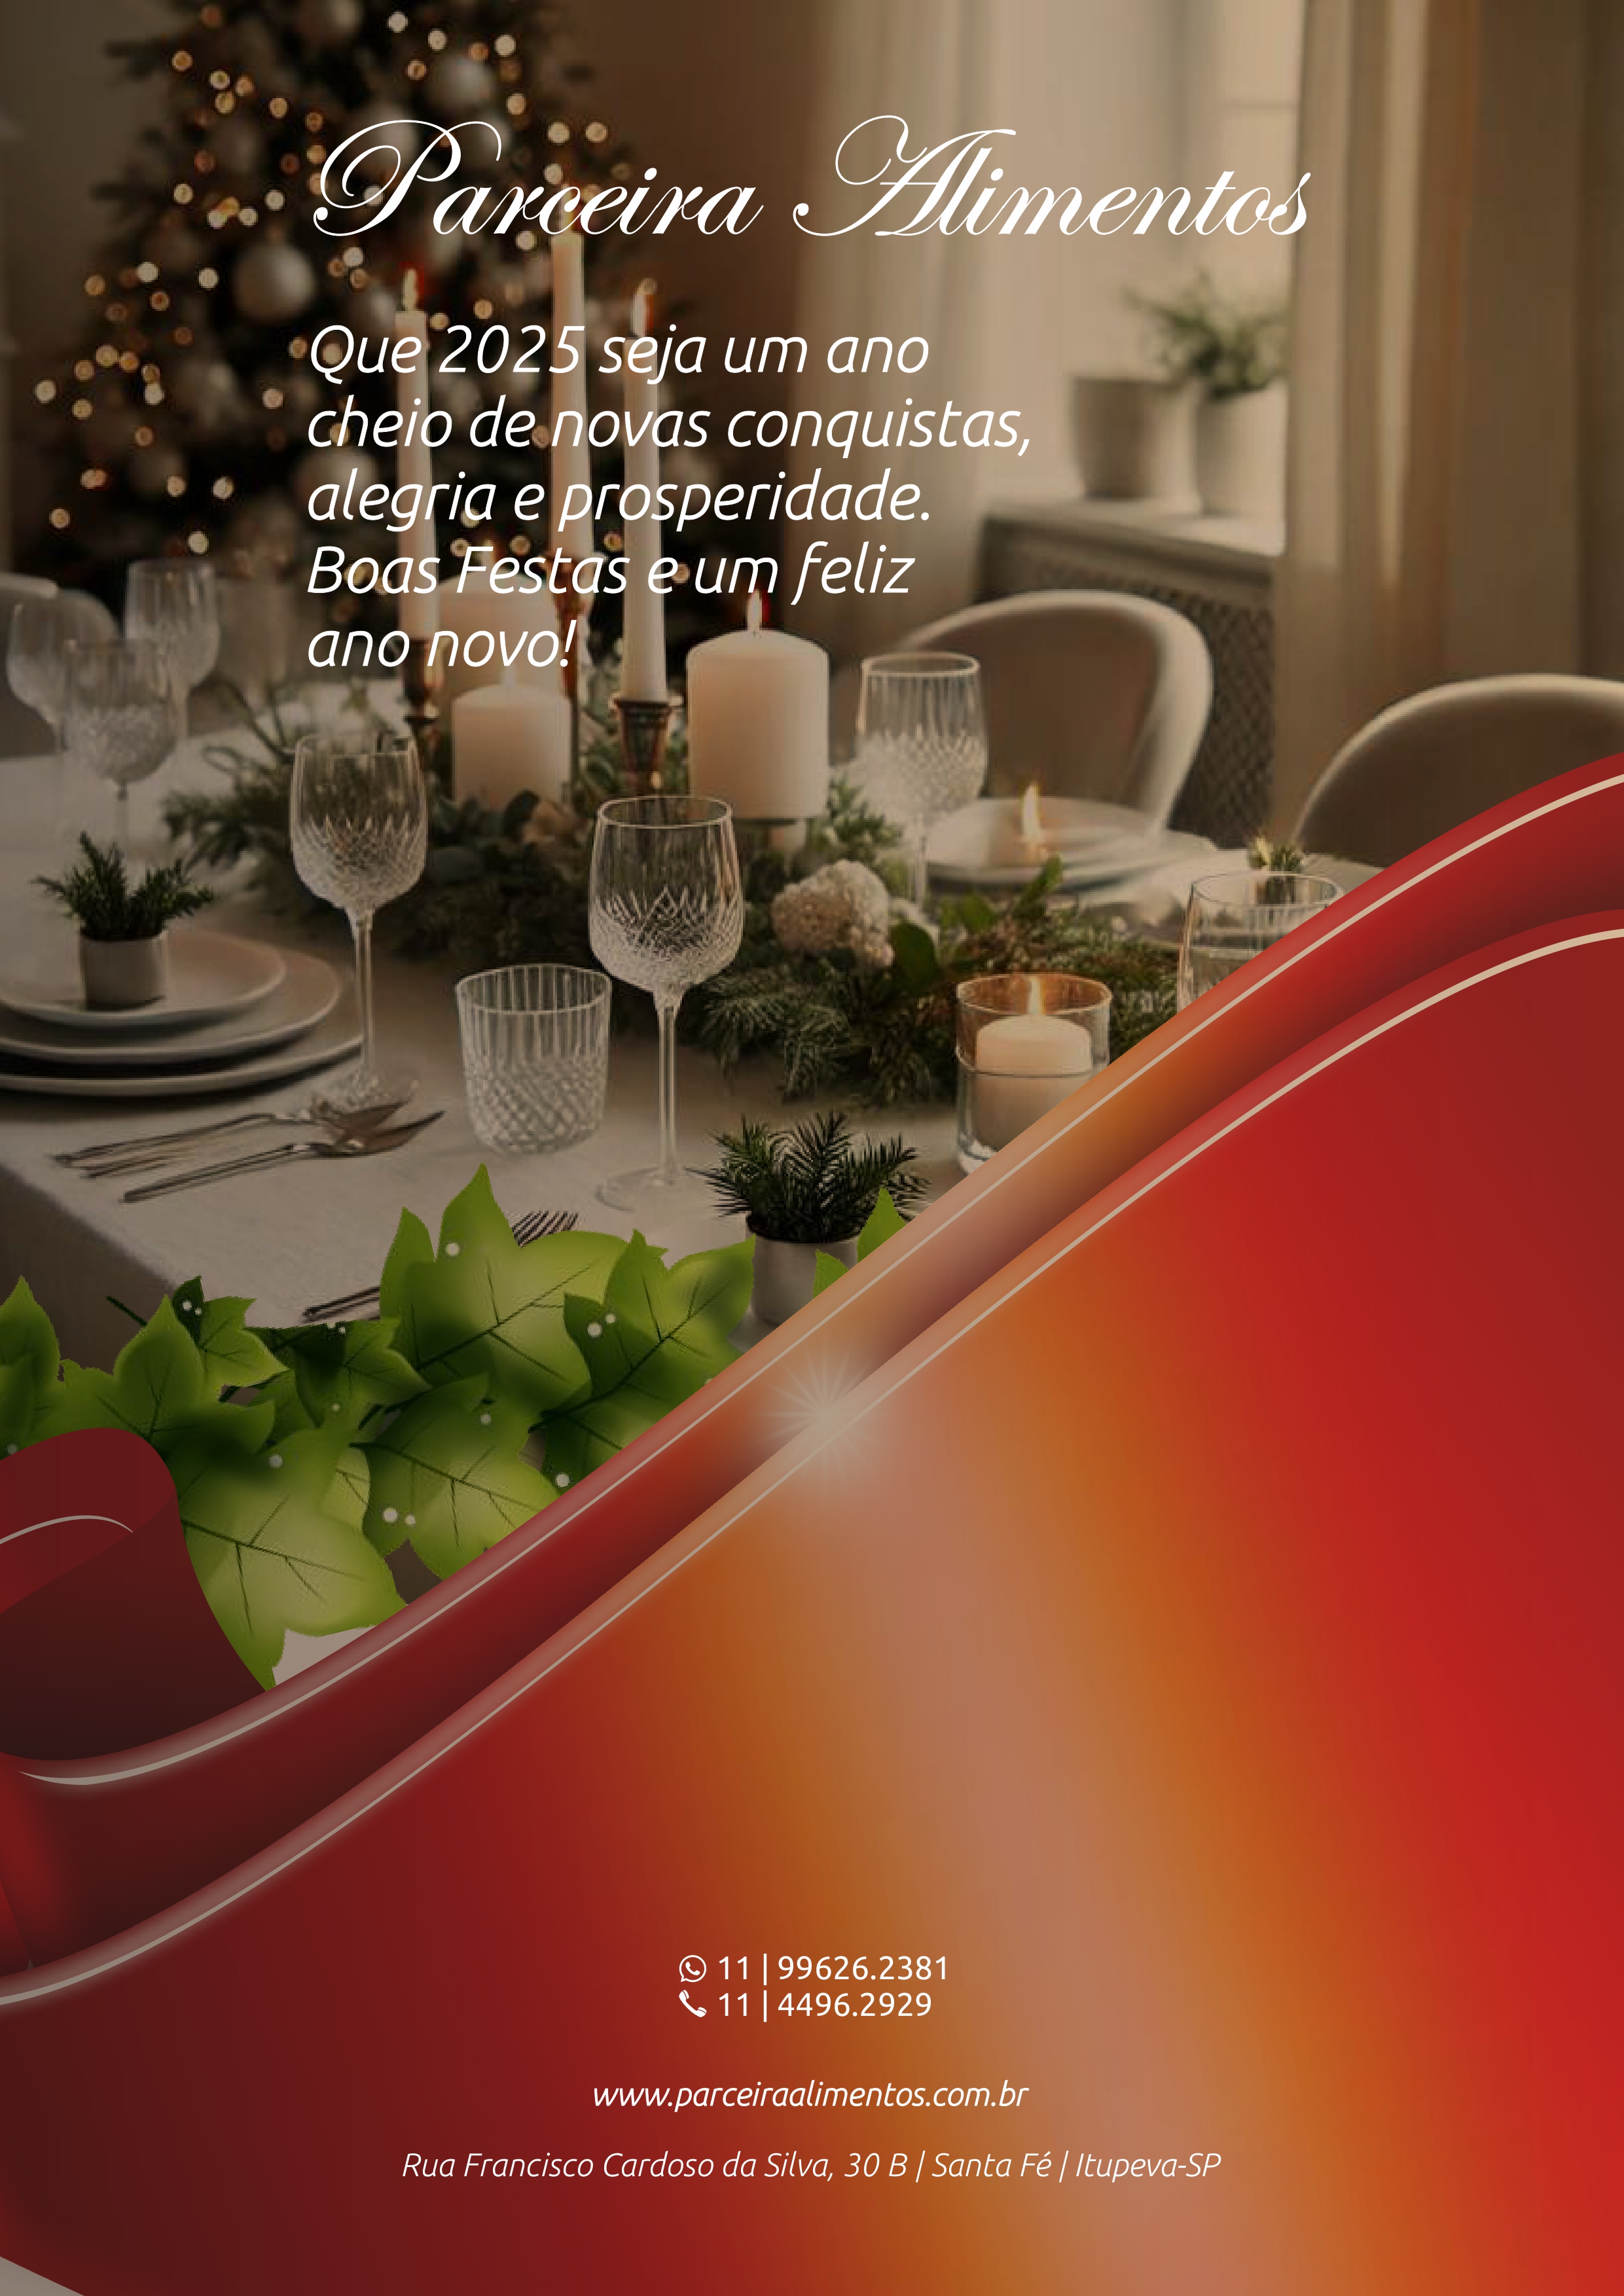 Parceira Alimentos
Que 2025 seja um ano
cheio de novas conquistas,
alegria e prosperidade.
Boas Festas e um feliz
ano novo!
11 | 99626.2381
11 | 4496.2929
www.parceiraalimentos.com.br
Rua Francisco Cardoso da Silva, 30 B | Santa Fé | Itupeva-SP